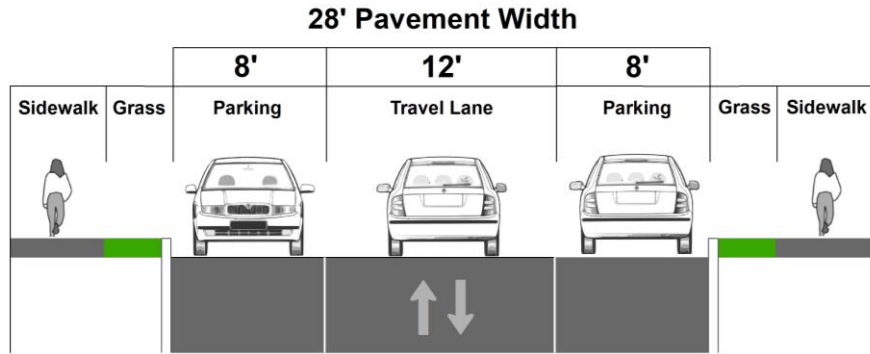 28' Pavement Width
8' 12' 8'
Sidewalk Grass Parking Travel Lane Parking Grass Sidewalk